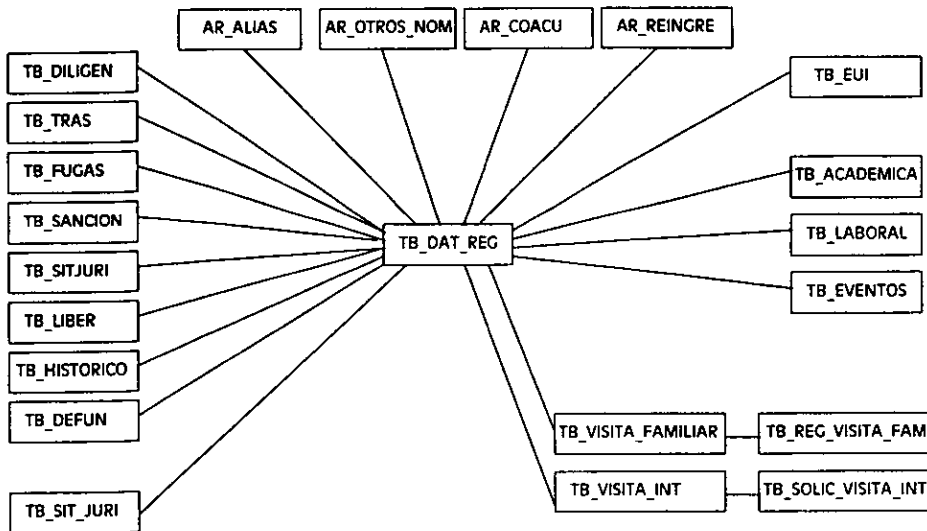 AR_ALIAS
AR_OTROS_NOM
AR_COACU
AR_REINGRE
TB_DILIGEN
TB_EUI
TB_TRAS
TB_FUGAS
TB_ACADEMICA
TB_SANCION
TB_DAT_REG
TB_LABORAL
TB_SITJURI
TB_EVENTOS
TB_LIBER
TB_HISTORICO
TB_DEFUN
TB_VISITA_FAMILIAR
TB_REG_VISITA_FAM
TB_VISITA_INT
TB_SOLIC_VISITA_INT
TB_SIT_JURI